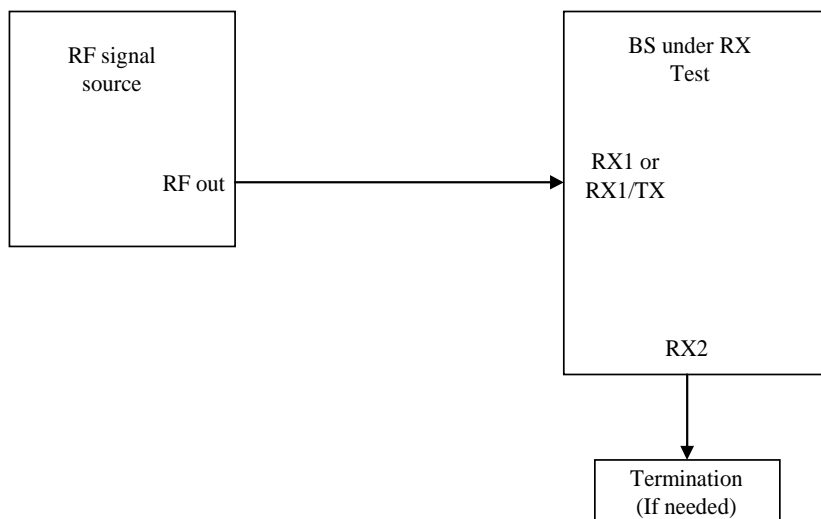 RF signal
source
BS under RX
Test
RF out
RX1 or
RX1/TX
RX2
Termination
(If needed)